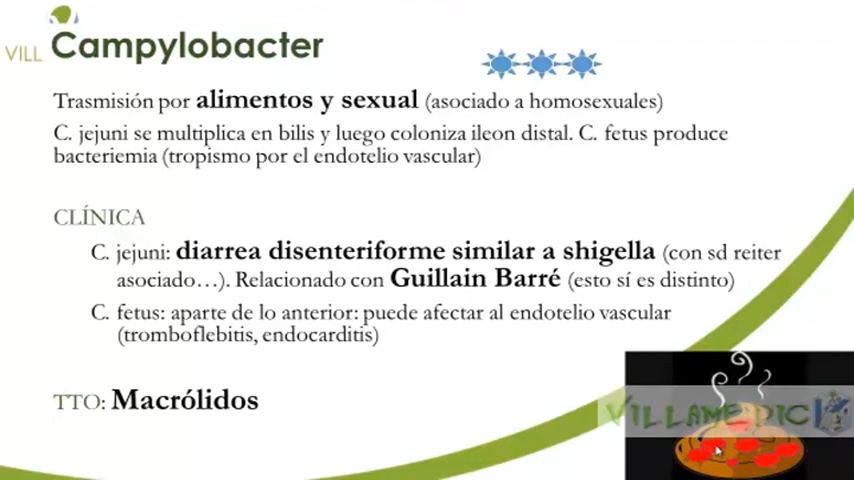 VILL Campylobacter
Trasmisión por alimentos y sexual (asociado a homosexuales)
C. jejuni se multiplica en bilis y luego coloniza ileon distal. C. fetus produce
bacteriemia (tropismo por el endotelio vascular)
CLÍNICA
C. jejuni: diarrea disenteriforme similar a shigella (con sd reiter
asociado…). Relacionado con Guillain Barré (esto sí es distinto)
C. fetus: aparte de lo anterior: puede afectar al endotelio vascular
(tromboflebitis, endocarditis)
TTO: Macrólidos
VILLAMEDIC